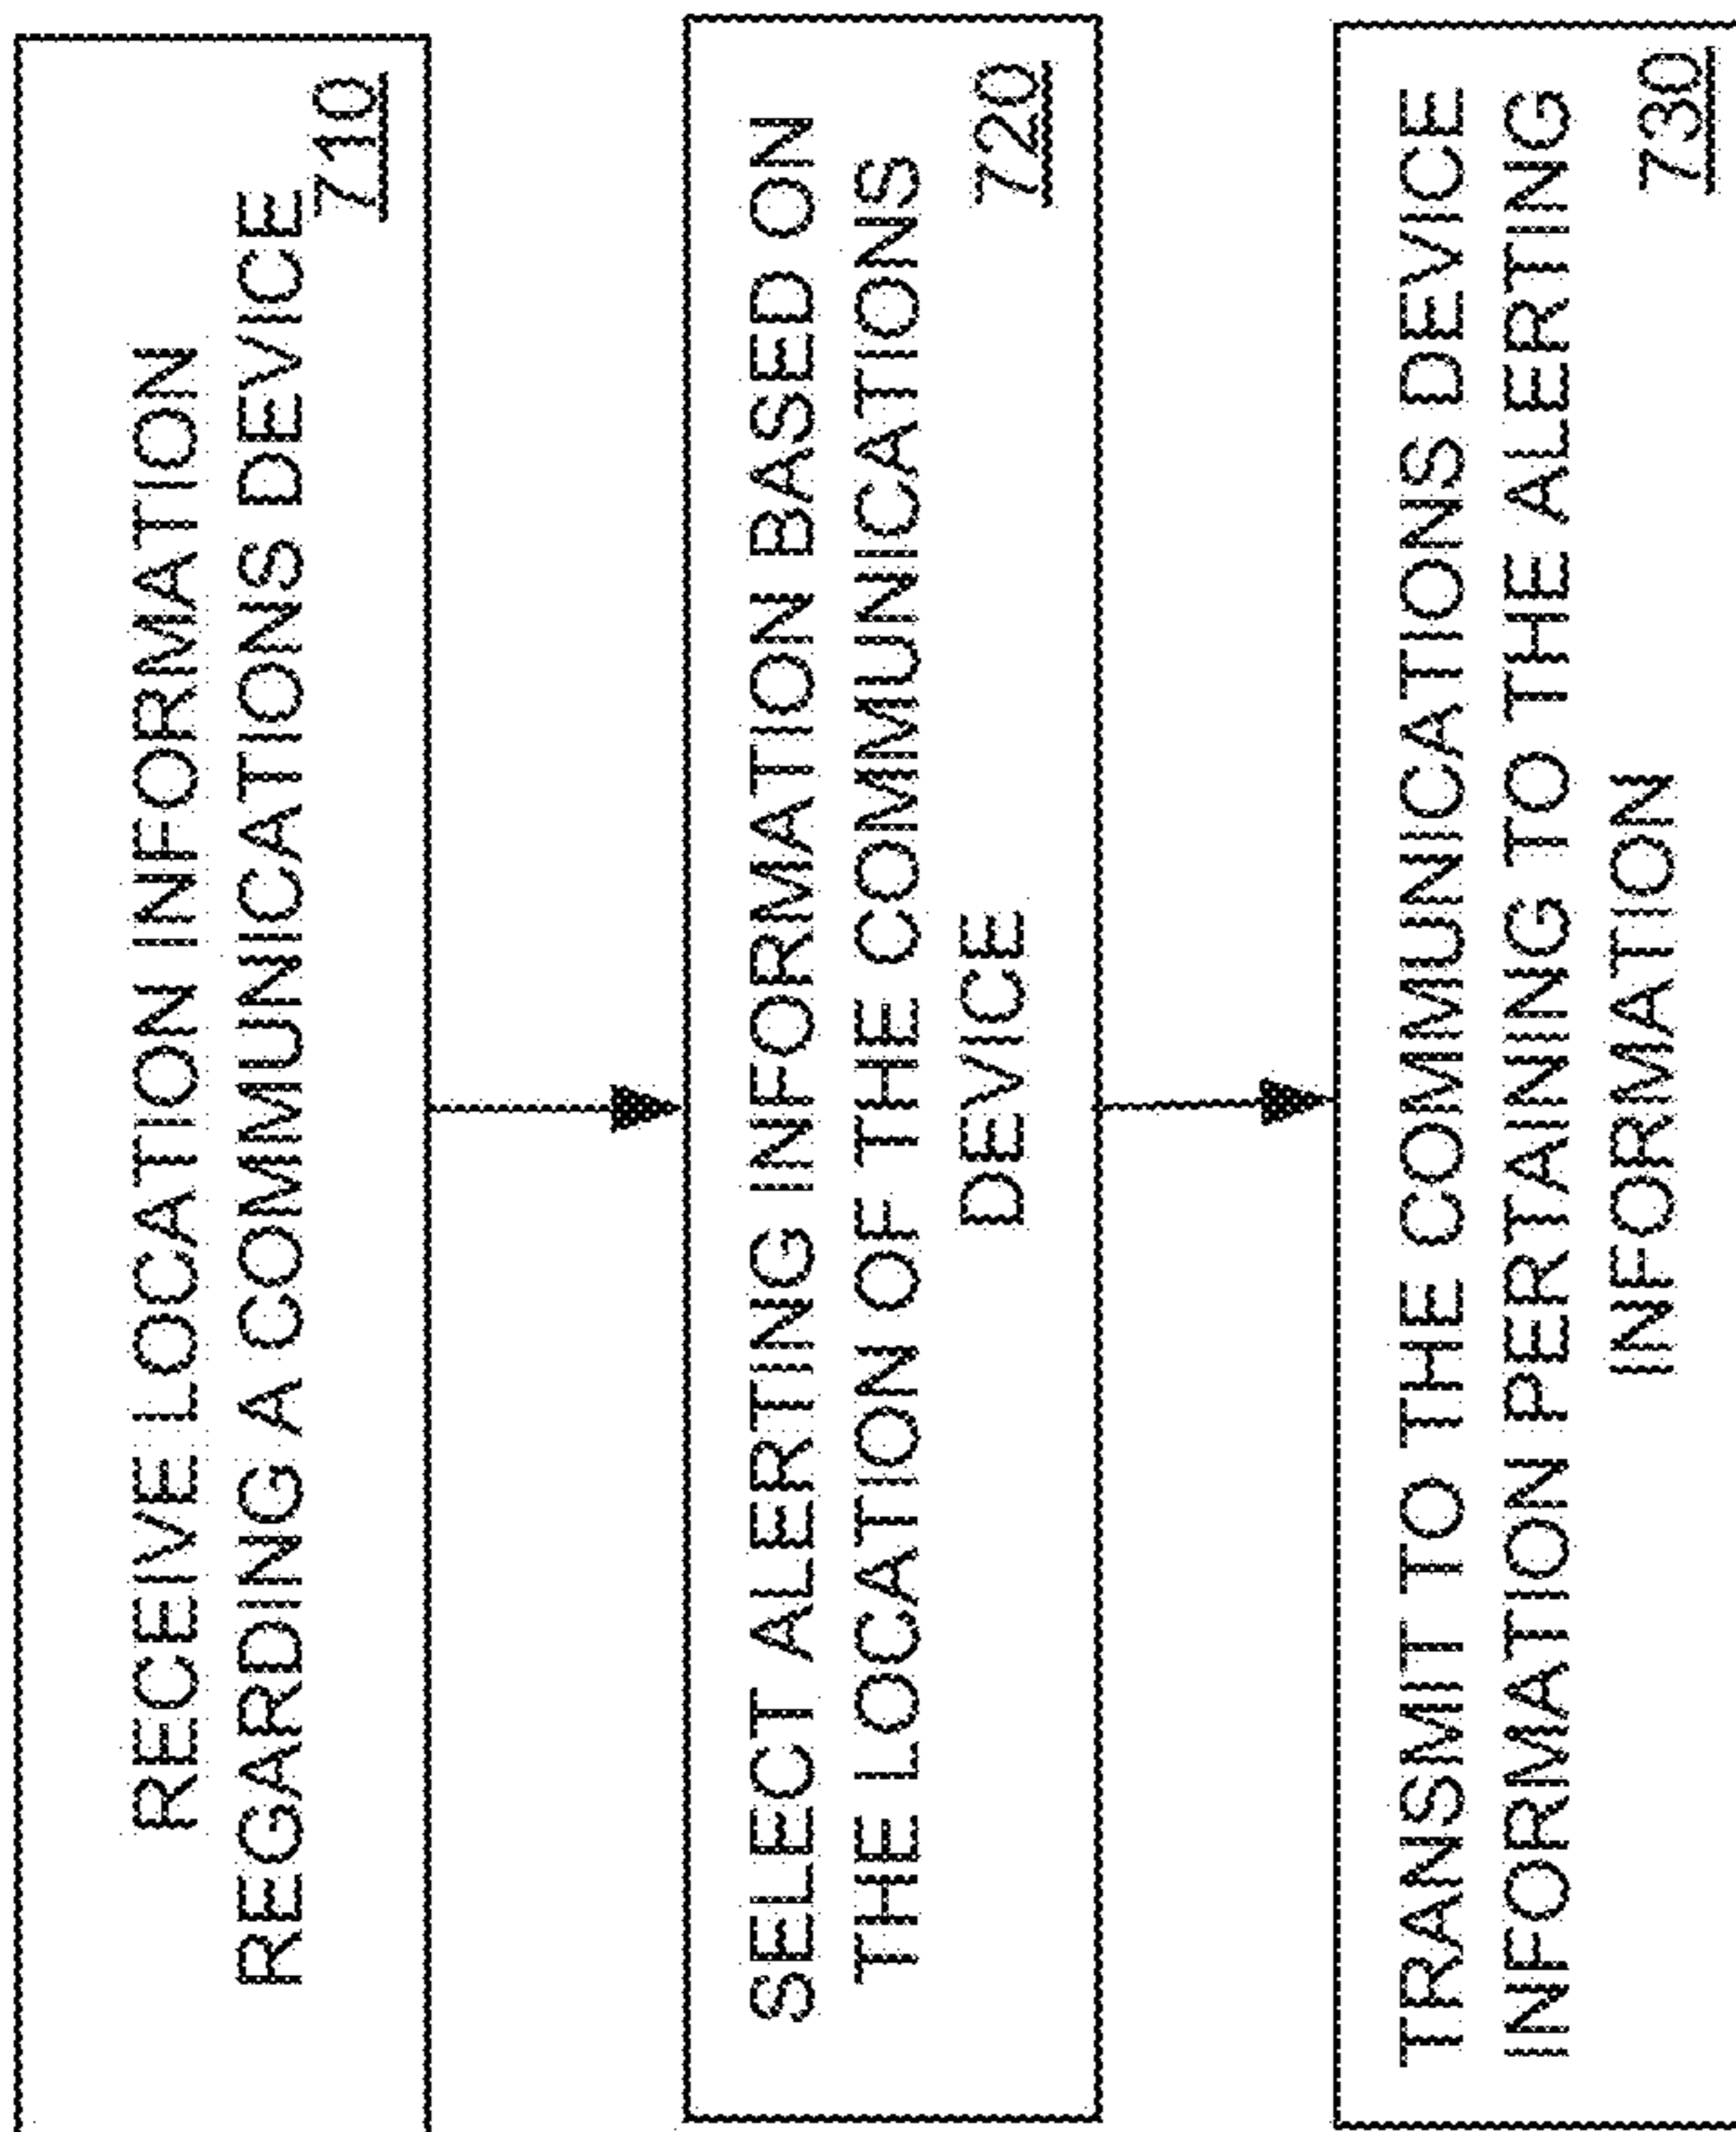 RECEIVE LOCATION INFORMATION
REGARDING A COMMUNICATIONS DEVICE
710
SELECT ALERTING INFORMATION BASED ON
THE LOCATION OF THE COMMUNICATIONS
DEVICE
720
TRANSMIT TO THE COMMUNICATIONS DEVICE
INFORMATION PERTAINING TO THE ALERTING
INFORMATION
730